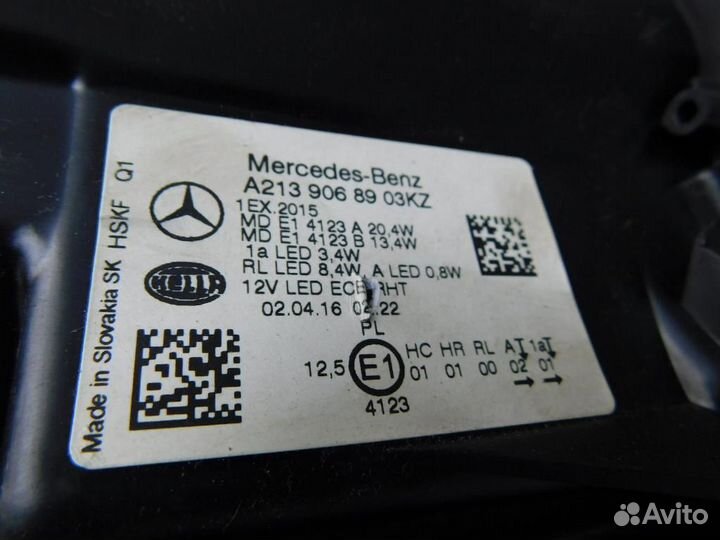 Mercedes-Benz
A213 906 89 03KZ
1EX.2015
MD E1 4123 A 20,4W
MD E1 4123 B 13,4W
1a LED 3,4W
RL LED 8,4W, A LED 0,8W
12V LED ECE RHT
02.04.16 02:22
PL
12,5 E1 HC HR RL AT 1aT
01 01 00 02 01
4123
HELLA
Made in Slovakia SK HSKF Q1
Avito